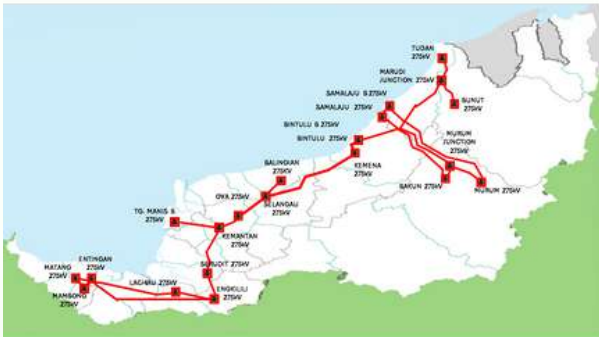 TUDAN
275kV
MARUDI
JUNCTION 275kV
SAMALAJU B 275kV
SAMALAJU 275kV
BUNUT
275kV
BINTULU B 275kV
BINTULU 275kV
MURUM
JUNCTION
275kV
KEMENA
275kV
BALINGIAN
275KV
BAKUN 275kV
MURUM 275kV
OYA 275kV
SELANGAU
275kV
TG. MANIS B
275kV
KEMANTAN
275kV
ENTINGAN
275kV
MATANG
275kV
275kV
LACHAU 275kV
MAMBONG
275kV
ENGKILILI
275kV